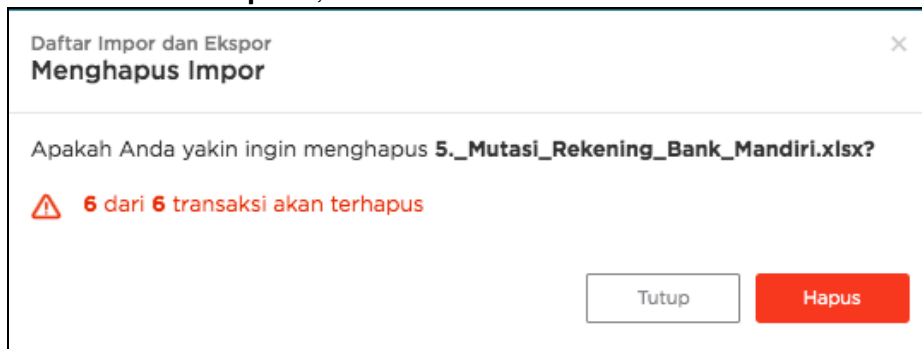 Daftar Impor dan Ekspor
Menghapus Impor
Apakah Anda yakin ingin menghapus 5._Mutasi_Rekening_Bank_Mandiri.xlsx?
6 dari 6 transaksi akan terhapus
Tutup
Hapus